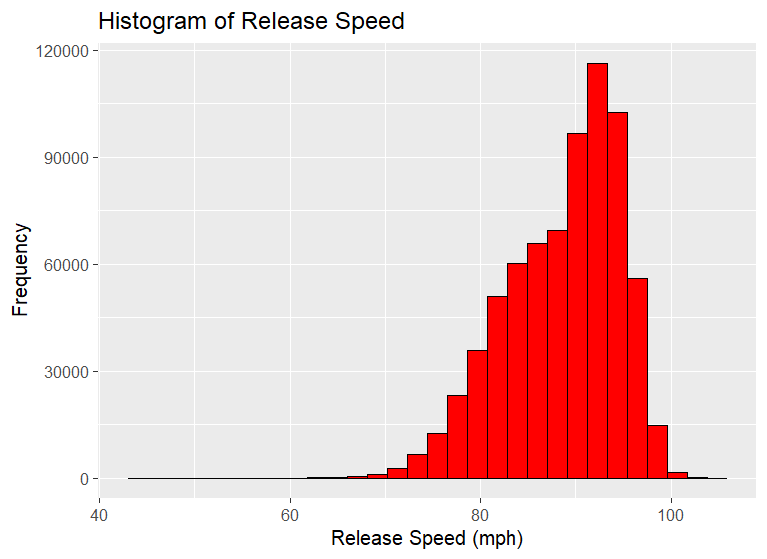 Histogram of Release Speed
120000
90000
60000
30000
0
Frequency
40 60 80 100
Release Speed (mph)